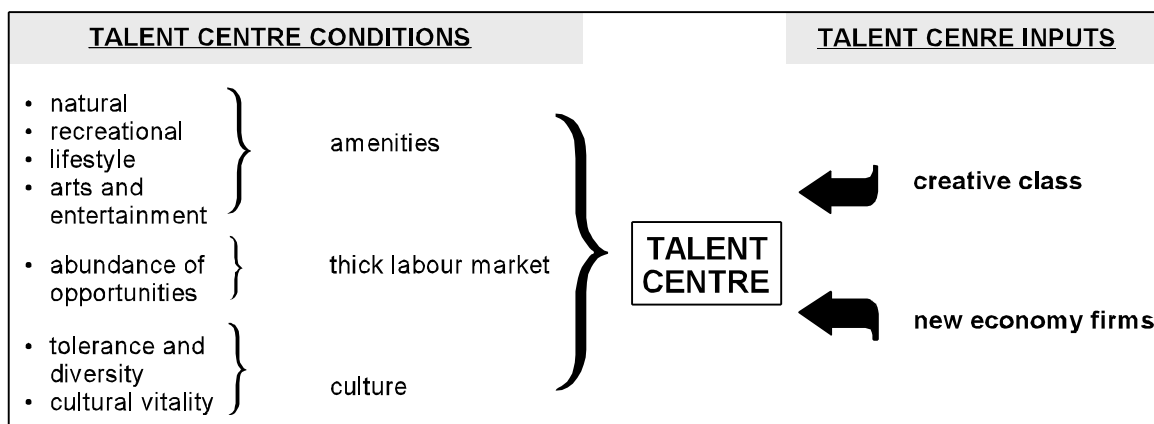 TALENT CENTRE CONDITIONS
TALENT CENRE INPUTS
• natural
• recreational
• lifestyle
• arts and
entertainment
amenities
• abundance of
opportunities
thick labour market
• tolerance and
diversity
• cultural vitality
culture
TALENT
CENTRE
creative class
new economy firms